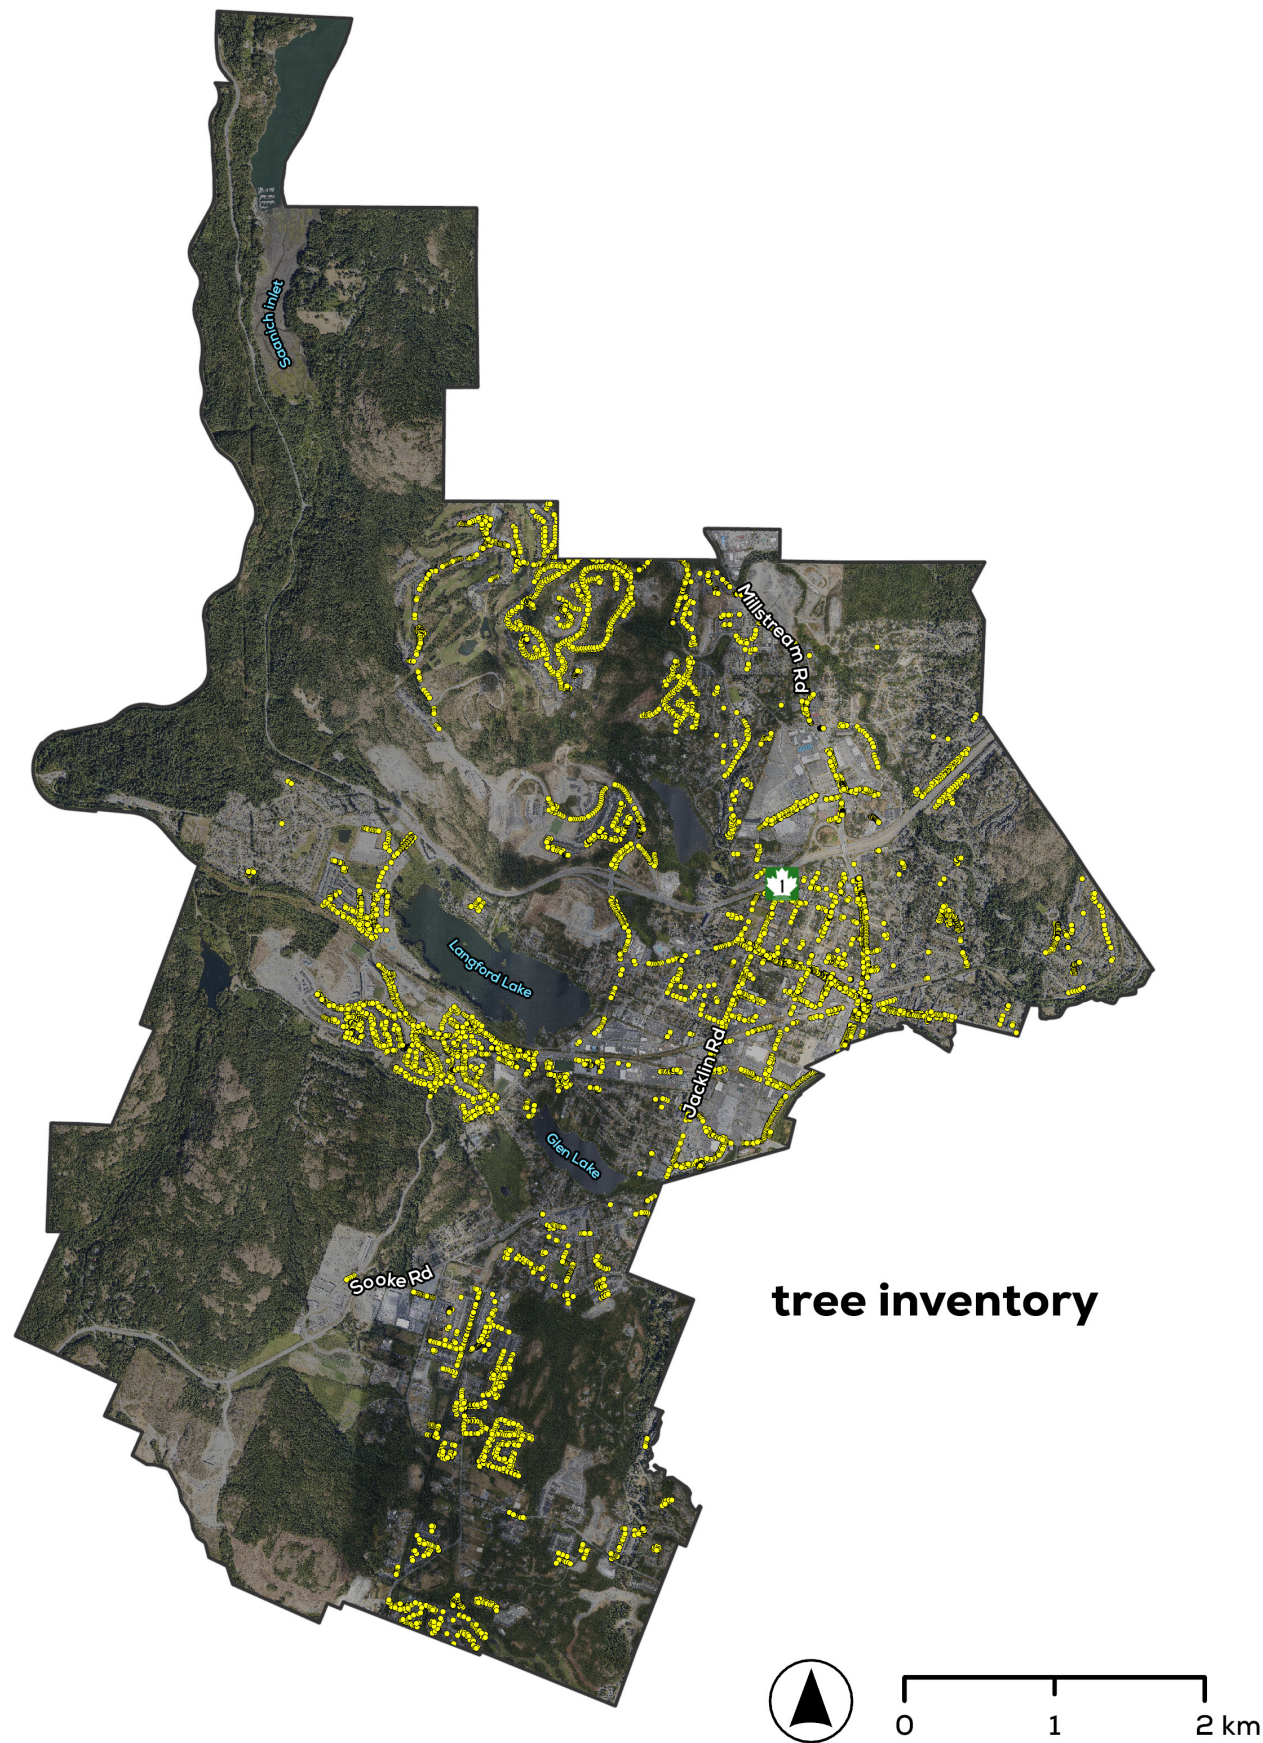 Saanich inlet
Millstream Rd
1
Langford Lake
Jacklin Rd
Glen Lake
Sooke Rd
tree inventory
0 1 2 km